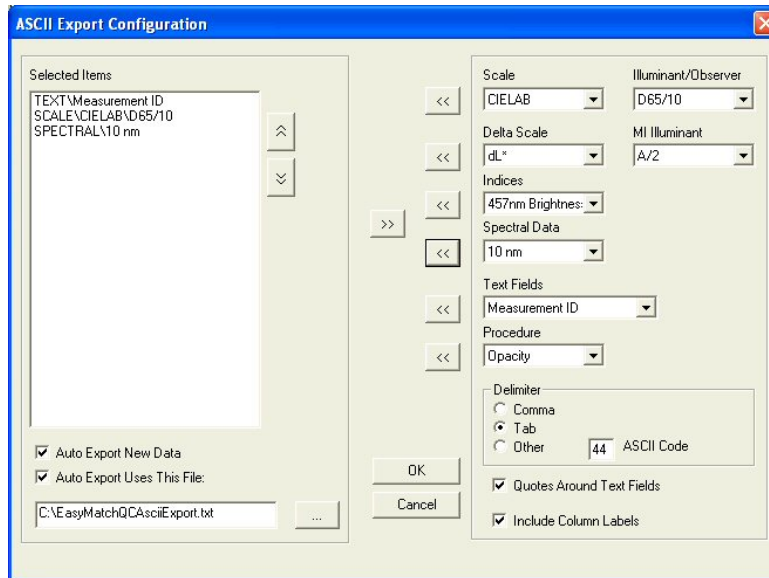 ASCII Export Configuration
Selected Items
TEXT\Measurement ID
SCALE\CIELAB\D65/10
SPECTRAL\10 nm
Auto Export New Data
Auto Export Uses This File:
C:\EasyMatchQCAsciiExport.txt
...
>>
<<
<<
<<
<<
<<
<<
OK
Cancel
Scale
Illuminant/Observer
CIELAB
D65/10
Delta Scale
MI Illuminant
dL*
A/2
Indices
457nm Brightnes:
Spectral Data
10 nm
Text Fields
Measurement ID
Procedure
Opacity
Delimiter
Comma
Tab
Other 44 ASCII Code
Quotes Around Text Fields
Include Column Labels